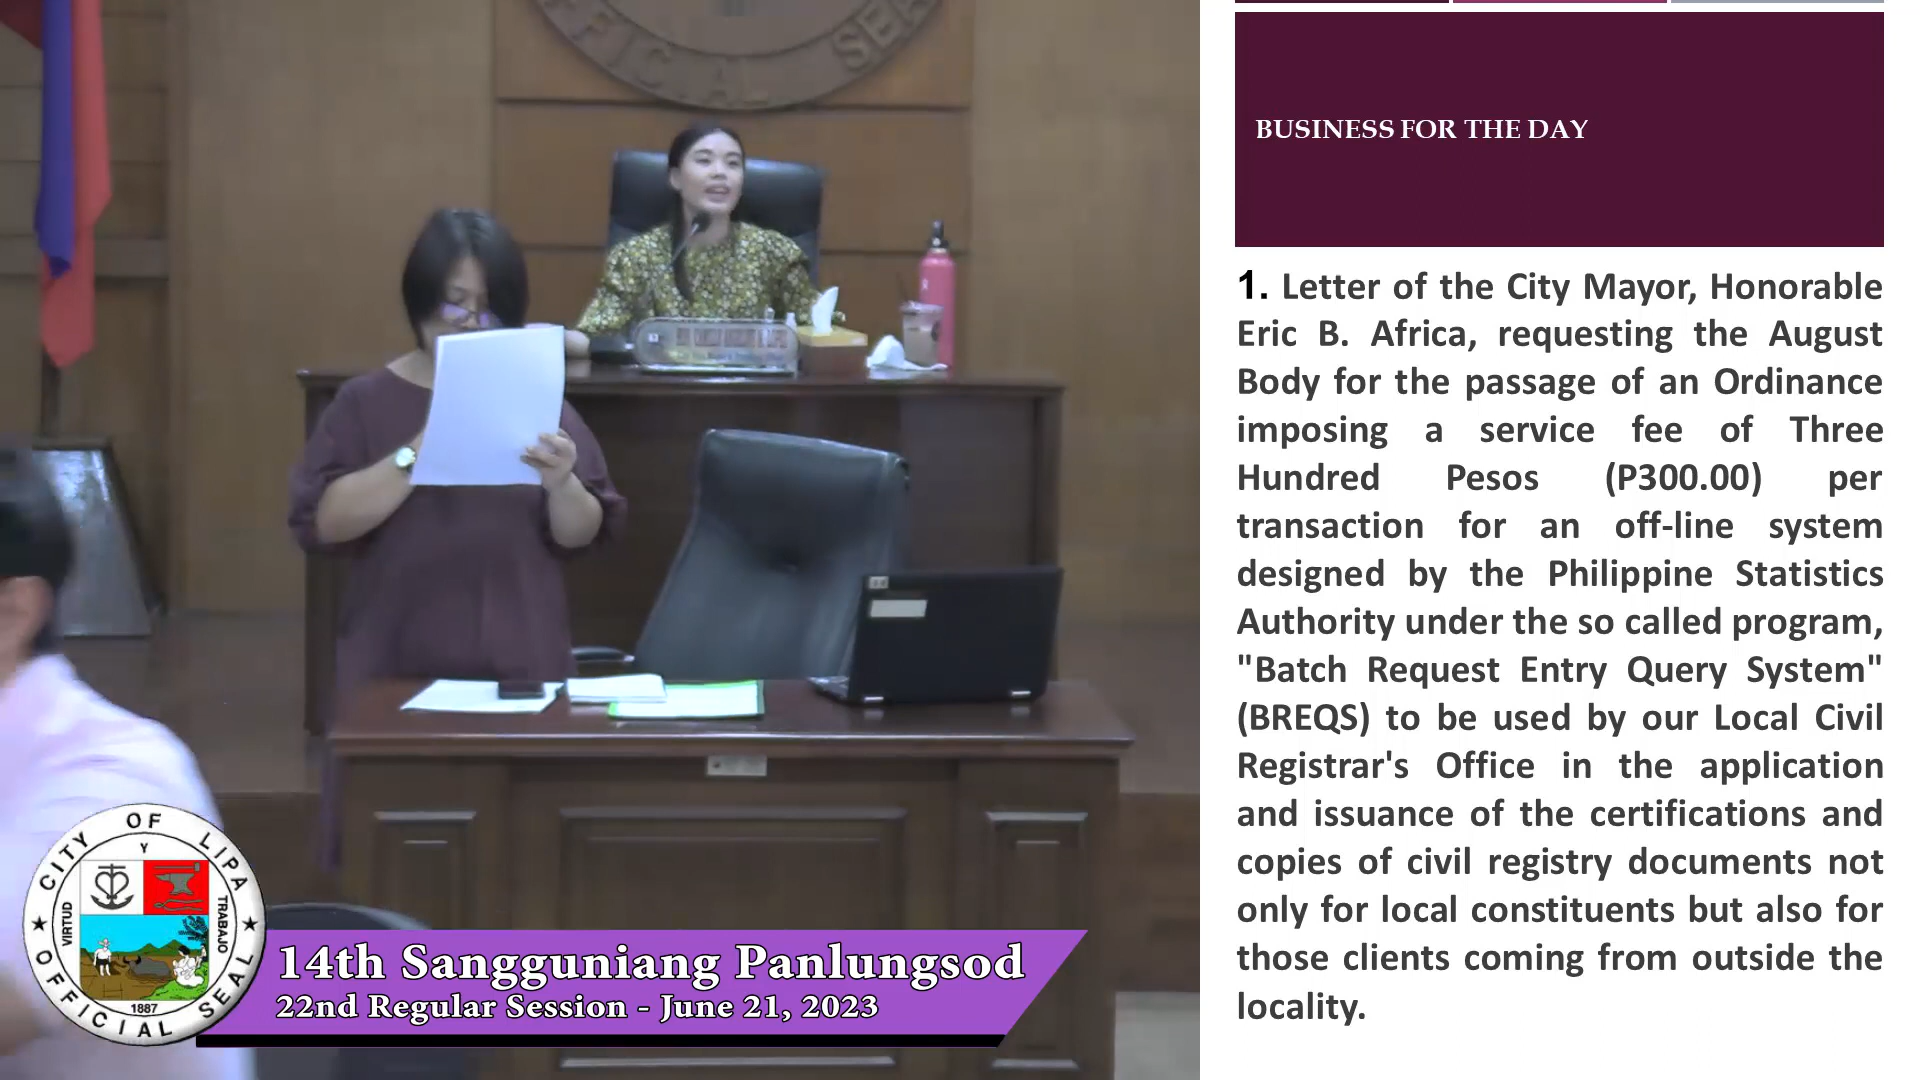 OFFICIAL SEAL
BUSINESS FOR THE DAY
1. Letter of the City Mayor, Honorable
Eric B. Africa, requesting the August
Body for the passage of an Ordinance
imposing a service fee of Three
Hundred Pesos (P300.00) per
transaction for an off-line system
designed by the Philippine Statistics
Authority under the so called program,
"Batch Request Entry Query System"
(BREQS) to be used by our Local Civil
Registrar's Office in the application
and issuance of the certifications and
copies of civil registry documents not
only for local constituents but also for
those clients coming from outside the
locality.
CITY OF LIPA
Y
VIRTUD
TRABAJO
1887
OFFICIAL SEAL
14th Sangguniang Panlungsod
22nd Regular Session - June 21, 2023